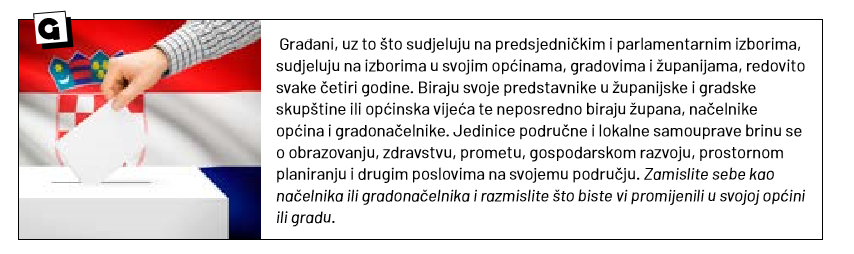 G
Građani, uz to što sudjeluju na predsjedničkim i parlamentarnim izborima,
sudjeluju na izborima u svojim općinama, gradovima i županijama, redovito
svake četiri godine. Biraju svoje predstavnike u županijske i gradske
skupštine ili općinska vijeća te neposredno biraju župana, načelnike
općina i gradonačelnike. Jedinice područne i lokalne samouprave brinu se
o obrazovanju, zdravstvu, prometu, gospodarskom razvoju, prostornom
planiranju i drugim poslovima na svojemu području. Zamislite sebe kao
načelnika ili gradonačelnika i razmislite što biste vi promijenili u svojoj općini
ili gradu.